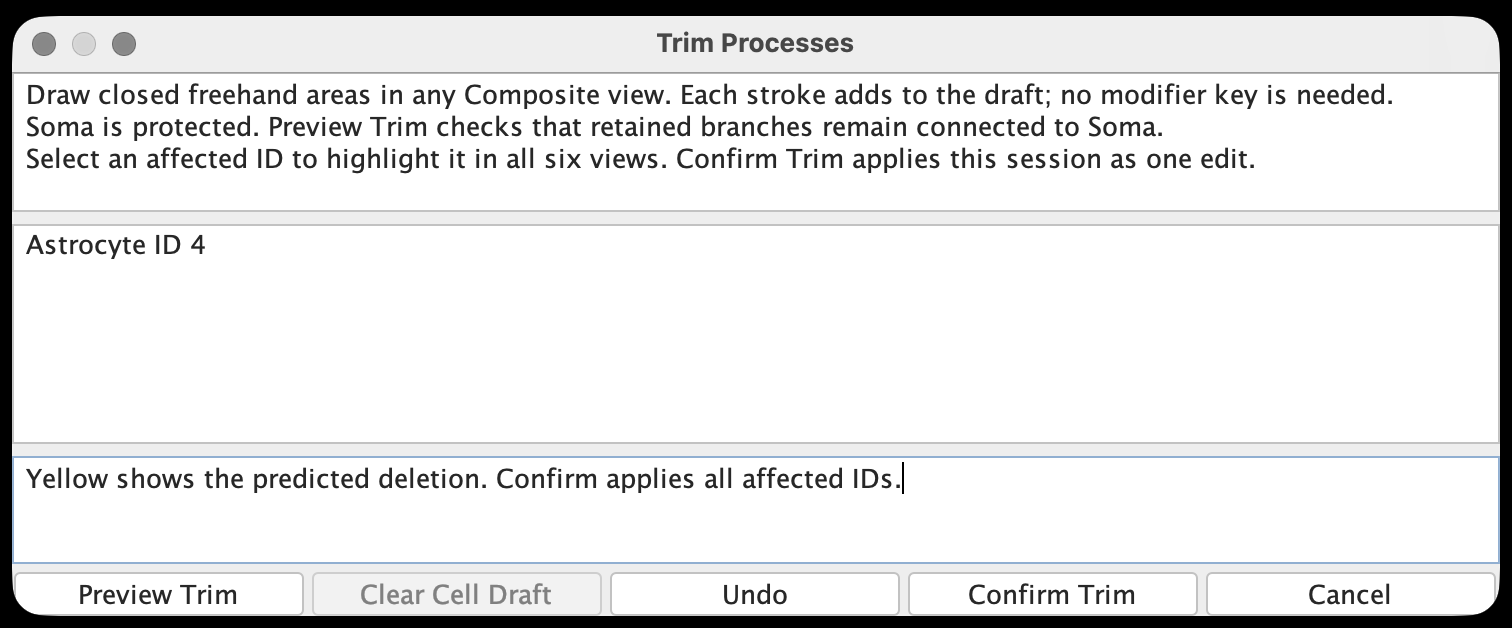 Trim Processes
Draw closed freehand areas in any Composite view. Each stroke adds to the draft; no modifier key is needed.
Soma is protected. Preview Trim checks that retained branches remain connected to Soma.
Select an affected ID to highlight it in all six views. Confirm Trim applies this session as one edit.
Astrocyte ID 4
Yellow shows the predicted deletion. Confirm applies all affected IDs.
Preview Trim
Clear Cell Draft
Undo
Confirm Trim
Cancel